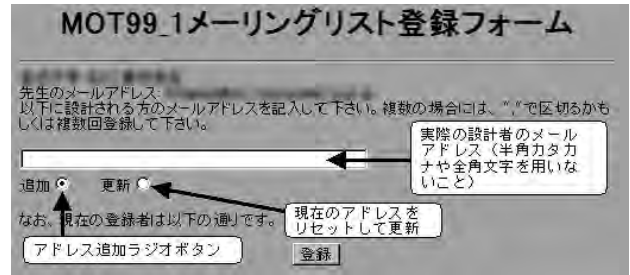 MOT99_1メーリングリスト登録フォーム
先生のメールアドレス:
以下に設計される方のメールアドレスを記入して下さい。複数の場合には、","で区切るかも
しくは複数回登録して下さい。
実際の設計者のメール
アドレス(半角カタカ
ナや全角文字を用いな
いこと)
追加 更新
現在のアドレスを
リセットして更新
なお、現在の登録者は以下の通りです。
アドレス追加ラジオボタン
登録